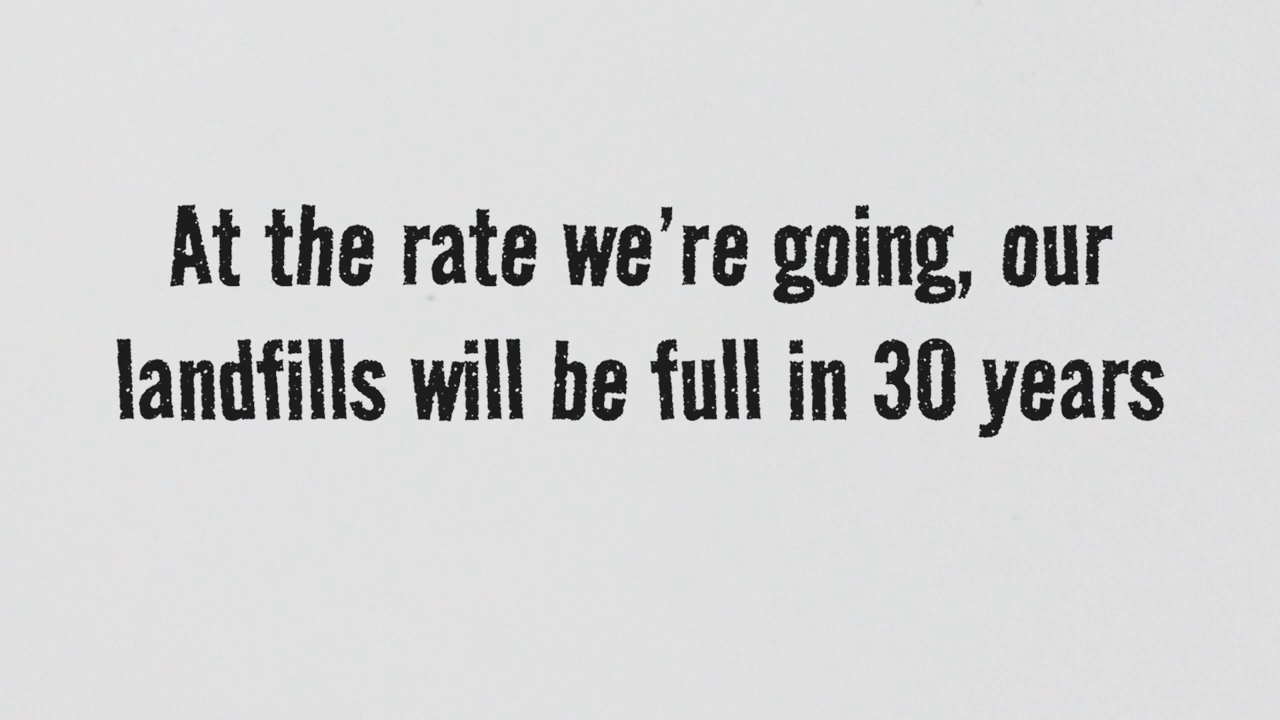 At the rate we’re going, our
landfills will be full in 30 years